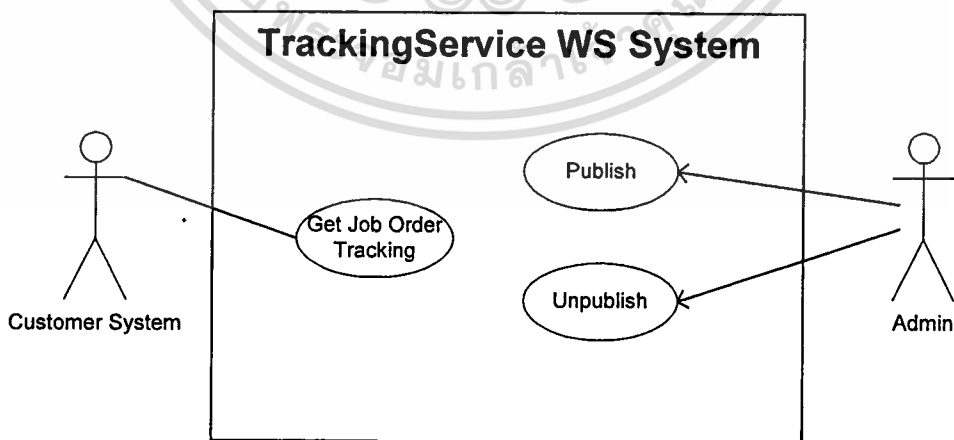 TrackingService WS System
Publish
Get Job Order
Tracking
Unpublish
Customer System
Admin